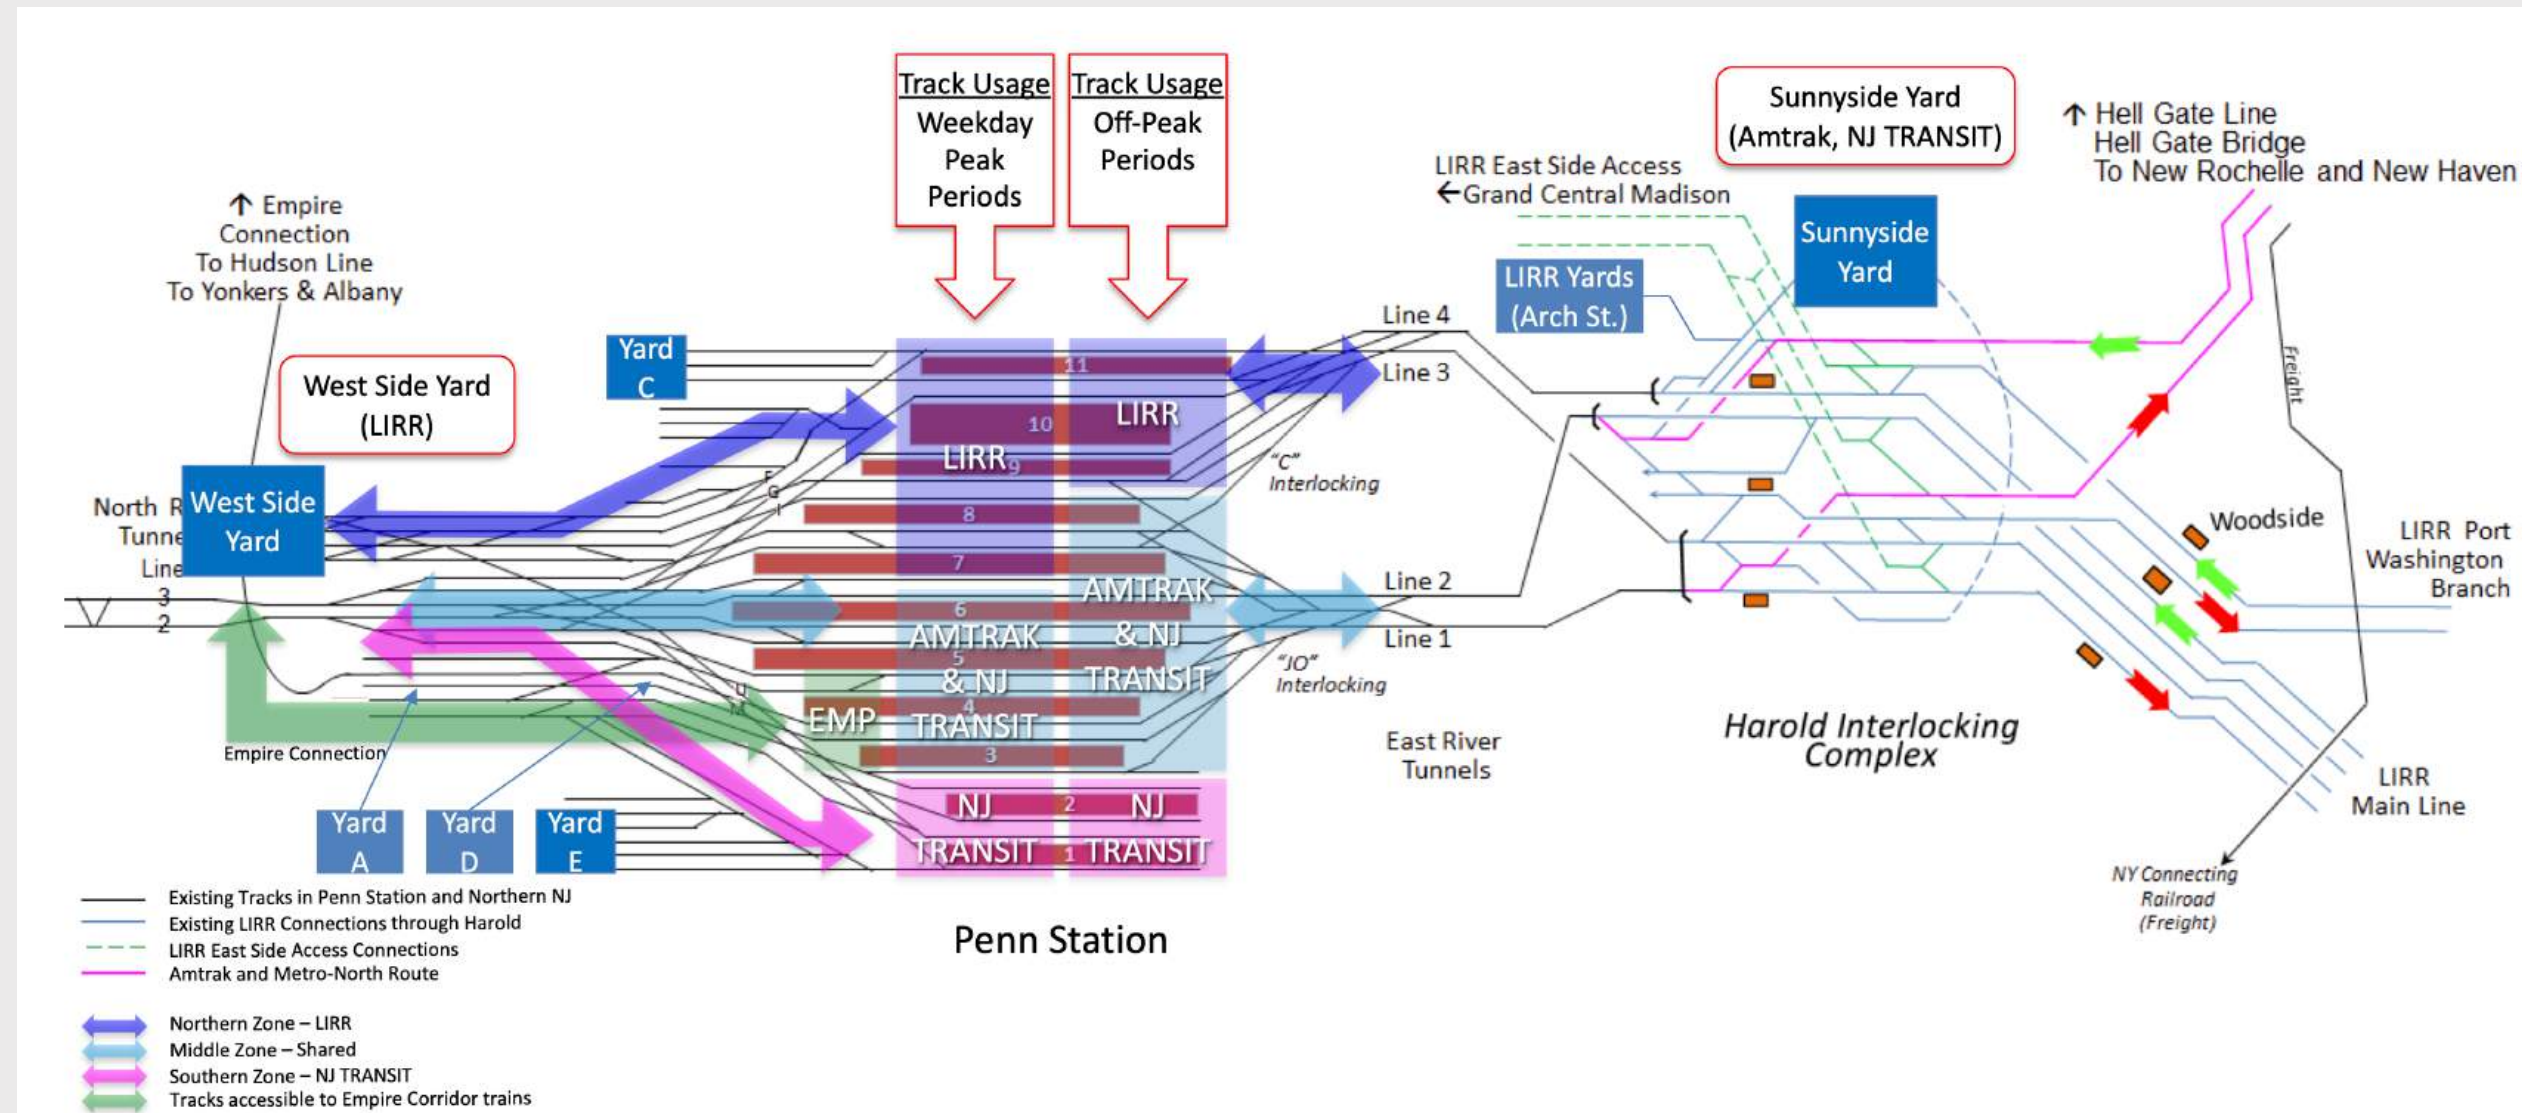 Track Usage
Weekday
Peak
Periods
Track Usage
Off-Peak
Periods
Sunnyside Yard
(Amtrak, NJ TRANSIT)
↑ Hell Gate Line
Hell Gate Bridge
To New Rochelle and New Haven
LIRR East Side Access
←Grand Central Madison
Sunnyside
Yard
LIRR Yards
(Arch St.)
↑ Empire
Connection
To Hudson Line
To Yonkers & Albany
West Side Yard
(LIRR)
Yard
C
Line 4
Line 3
Freight
11
LIRR
10
LIRR
9
"C"
Interlocking
F
G
I
North R
Tunne
Line
West Side
Yard
8
7
3
2
6
AMTRAK
& NJ
TRANSIT
AMTRAK
& NJ
TRANSIT
5
4
3
Line 2
Line 1
"JO"
Interlocking
U
M
EMP
Woodside
LIRR Port
Washington
Branch
Empire Connection
East River
Tunnels
Harold Interlocking
Complex
LIRR
Main Line
Yard
A
Yard
D
Yard
E
NJ
2
NJ
TRANSIT
1
TRANSIT
NY Connecting
Railroad
(Freight)
Penn Station
Existing Tracks in Penn Station and Northern NJ
Existing LIRR Connections through Harold
LIRR East Side Access Connections
Amtrak and Metro-North Route
Northern Zone – LIRR
Middle Zone – Shared
Southern Zone – NJ TRANSIT
Tracks accessible to Empire Corridor trains